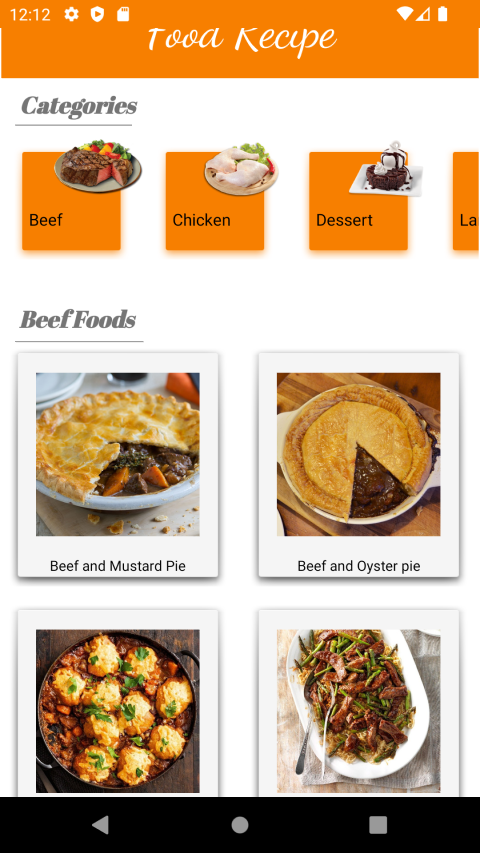 12:12
Food Recipe
Categories
Beef
Chicken
Dessert
La
Beef Foods
Beef and Mustard Pie
Beef and Oyster pie